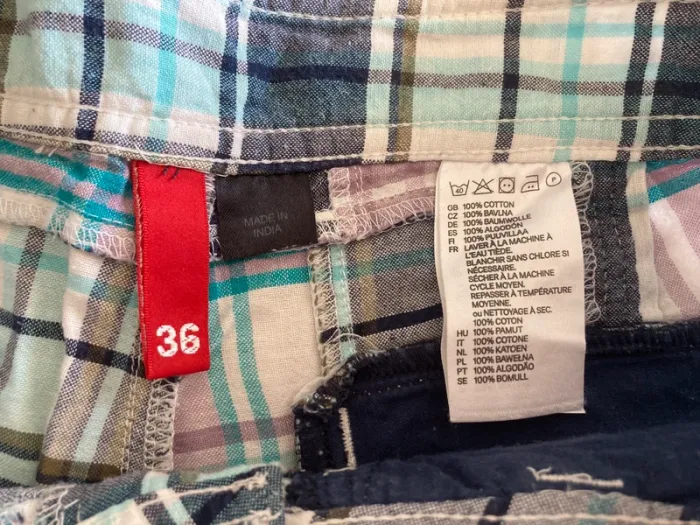 36
MADE IN
INDIA
GB 100% COTTON
CZ 100% BAVLNA
DE 100% BAUMWOLLE
ES 100% ALGODÓN
FI 100% PUUVILLAA
FR LAVER À LA MACHINE À
L'EAU TIÈDE.
BLANCHIR SANS CHLORE SI
NÉCESSAIRE.
SÉCHER À LA MACHINE
CYCLE MOYEN.
REPASSER À TEMPÉRATURE
MOYENNE.
ou NETTOYAGE À SEC.
100% COTON
HU 100% PAMUT
IT 100% COTONE
NL 100% KATOEN
PL 100% BAWEŁNA
PT 100% ALGODÃO
SE 100% BOMULL